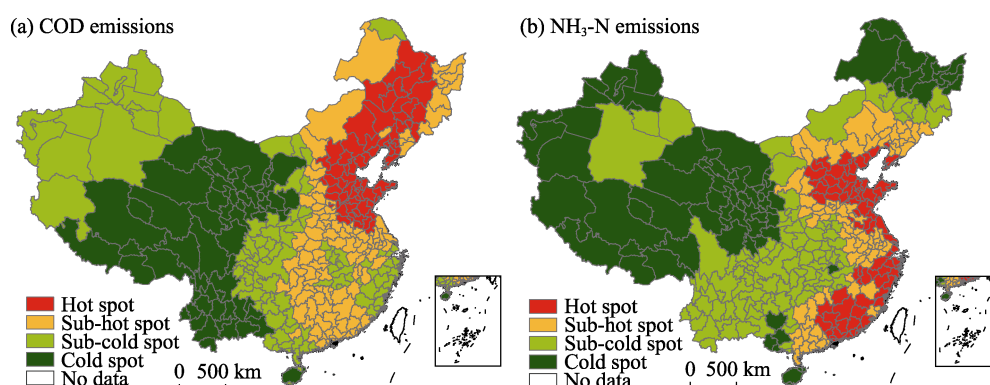 (a) COD emissions
Hot spot
Sub-hot spot
Sub-cold spot
Cold spot
No data
0 500 km
(b) NH₃-N emissions
Hot spot
Sub-hot spot
Sub-cold spot
Cold spot
No data
0 500 km